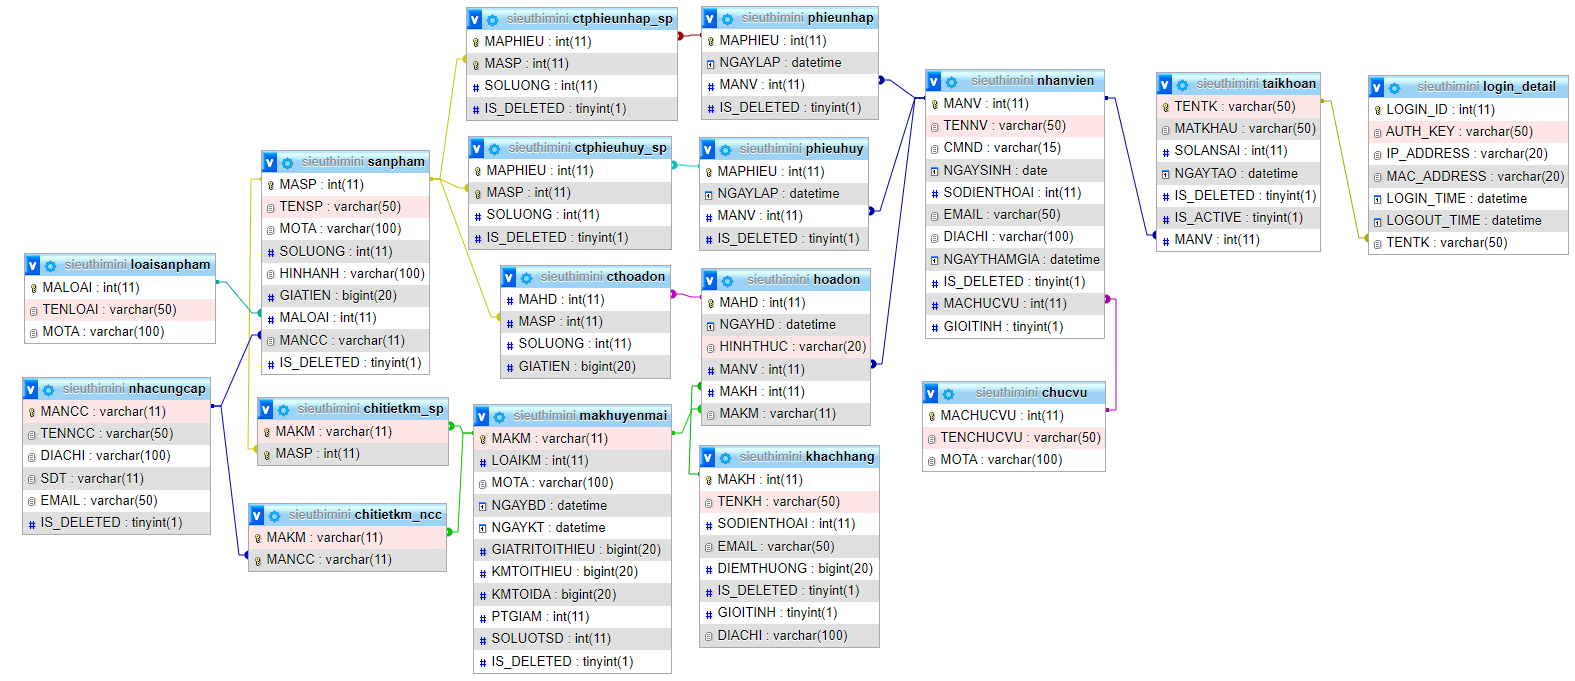 sieuthimini ctphieunhap_sp
MAPHIEU : int(11)
MASP : int(11)
SOLUONG : int(11)
IS_DELETED : tinyint(1)
sieuthimini phieunhap
MAPHIEU : int(11)
NGAYLAP : datetime
MANV : int(11)
IS_DELETED : tinyint(1)
sieuthimini nhanvien
MANV : int(11)
TENNV : varchar(50)
CMND : varchar(15)
NGAYSINH : date
SODIENTHOAI : int(11)
EMAIL : varchar(50)
DIACHI : varchar(100)
NGAYTHAMGIA : datetime
IS_DELETED : tinyint(1)
MACHUCVU : int(11)
GIOITINH : tinyint(1)
sieuthimini taikhoan
TENTK : varchar(50)
MATKHAU : varchar(50)
SOLANSAI : int(11)
NGAYTAO : datetime
IS_DELETED : tinyint(1)
IS_ACTIVE : tinyint(1)
MANV : int(11)
sieuthimini login_detail
LOGIN_ID : int(11)
AUTH_KEY : varchar(50)
IP_ADDRESS : varchar(20)
MAC_ADDRESS : varchar(20)
LOGIN_TIME : datetime
LOGOUT_TIME : datetime
TENTK : varchar(50)
sieuthimini ctphieuhuy_sp
MAPHIEU : int(11)
MASP : int(11)
SOLUONG : int(11)
IS_DELETED : tinyint(1)
sieuthimini phieuhuy
MAPHIEU : int(11)
NGAYLAP : datetime
MANV : int(11)
IS_DELETED : tinyint(1)
sieuthimini sanpham
MASP : int(11)
TENSP : varchar(50)
MOTA : varchar(100)
SOLUONG : int(11)
HINHANH : varchar(100)
GIATIEN : bigint(20)
MALOAI : int(11)
MANCC : varchar(11)
IS_DELETED : tinyint(1)
sieuthimini loaisanpham
MALOAI : int(11)
TENLOAI : varchar(50)
MOTA : varchar(100)
sieuthimini cthoadon
MAHD : int(11)
MASP : int(11)
SOLUONG : int(11)
GIATIEN : bigint(20)
sieuthimini hoadon
MAHD : int(11)
NGAYHD : datetime
HINHTHUC : varchar(20)
MANV : int(11)
MAKH : int(11)
MAKM : varchar(11)
sieuthimini nhacungcap
MANCC : varchar(11)
TENNCC : varchar(50)
DIACHI : varchar(100)
SDT : varchar(11)
EMAIL : varchar(50)
IS_DELETED : tinyint(1)
sieuthimini chitietkm_sp
MAKM : varchar(11)
MASP : int(11)
sieuthimini chitietkm_ncc
MAKM : varchar(11)
MANCC : varchar(11)
sieuthimini makhuyenmai
MAKM : varchar(11)
LOAIKM : int(11)
MOTA : varchar(100)
NGAYBD : datetime
NGAYKT : datetime
GIATRITOITHIEU : bigint(20)
KMTOITHIEU : bigint(20)
KMTOIDA : bigint(20)
PTGIAM : int(11)
SOLUOTSD : int(11)
IS_DELETED : tinyint(1)
sieuthimini khachhang
MAKH : int(11)
TENKH : varchar(50)
SODIENTHOAI : int(11)
EMAIL : varchar(50)
DIEMTHUONG : bigint(20)
IS_DELETED : tinyint(1)
GIOITINH : tinyint(1)
DIACHI : varchar(100)
sieuthimini chucvu
MACHUCVU : int(11)
TENCHUCVU : varchar(50)
MOTA : varchar(100)